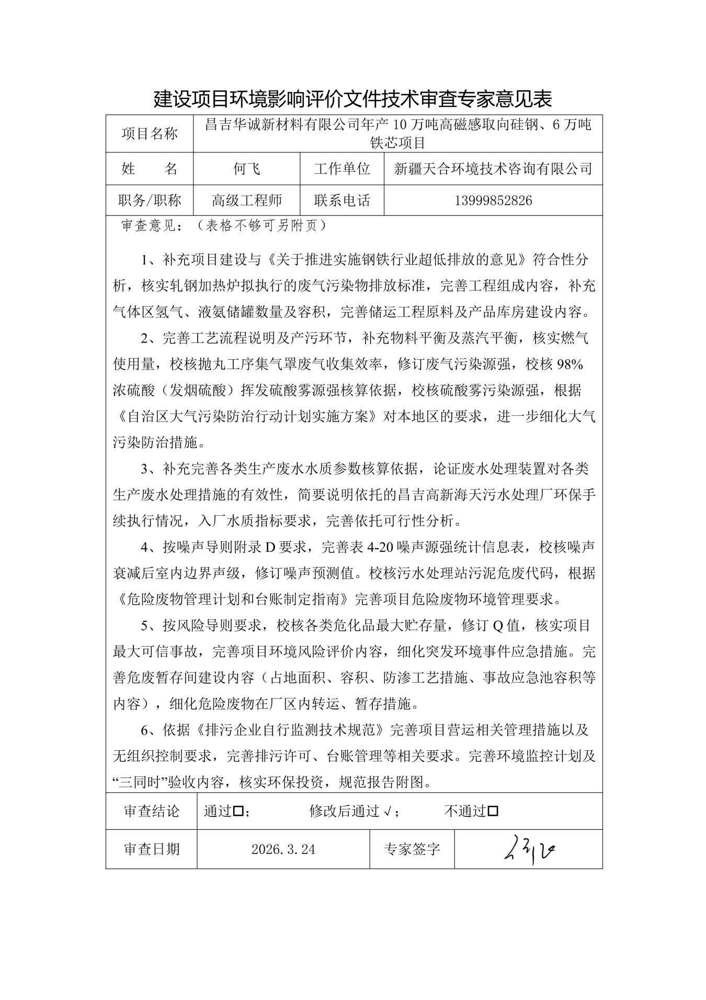 建设项目环境影响评价文件技术审查专家意见表
项目名称
昌吉华诚新材料有限公司年产 10 万吨高磁感取向硅钢、6 万吨
铁芯项目
姓 名
何飞
工作单位
新疆天合环境技术咨询有限公司
职务/职称
高级工程师
联系电话
13999852826
审查意见：（表格不够可另附页）
1、补充项目建设与《关于推进实施钢铁行业超低排放的意见》符合性分
析，核实轧钢加热炉拟执行的废气污染物排放标准，完善工程组成内容，补充
气体区氢气、液氨储罐数量及容积，完善储运工程原料及产品库房建设内容。
2、完善工艺流程说明及产污环节，补充物料平衡及蒸汽平衡，核实燃气
使用量，校核抛丸工序集气罩废气收集效率，修订废气污染源强，校核 98%
浓硫酸（发烟硫酸）挥发硫酸雾源强核算依据，校核硫酸雾污染源强，根据
《自治区大气污染防治行动计划实施方案》对本地区的要求，进一步细化大气
污染防治措施。
3、补充完善各类生产废水水质参数核算依据，论证废水处理装置对各类
生产废水处理措施的有效性，简要说明依托的昌吉高新海天污水处理厂环保手
续执行情况，入厂水质指标要求，完善依托可行性分析。
4、按噪声导则附录 D 要求，完善表 4-20 噪声源强统计信息表，校核噪声
衰减后室内边界声级，修订噪声预测值。校核污水处理站污泥危废代码，根据
《危险废物管理计划和台账制定指南》完善项目危险废物环境管理要求。
5、按风险导则要求，校核各类危化品最大贮存量，修订 Q 值，核实项目
最大可信事故，完善项目环境风险评价内容，细化突发环境事件应急措施。完
善危废暂存间建设内容（占地面积、容积、防渗工艺措施、事故应急池容积等
内容），细化危险废物在厂区内转运、暂存措施。
6、依据《排污企业自行监测技术规范》完善项目营运相关管理措施以及
无组织控制要求，完善排污许可、台账管理等相关要求。完善环境监控计划及
“三同时”验收内容，核实环保投资，规范报告附图。
审查结论
通过☐； 修改后通过√； 不通过☐
审查日期
2026.3.24
专家签字